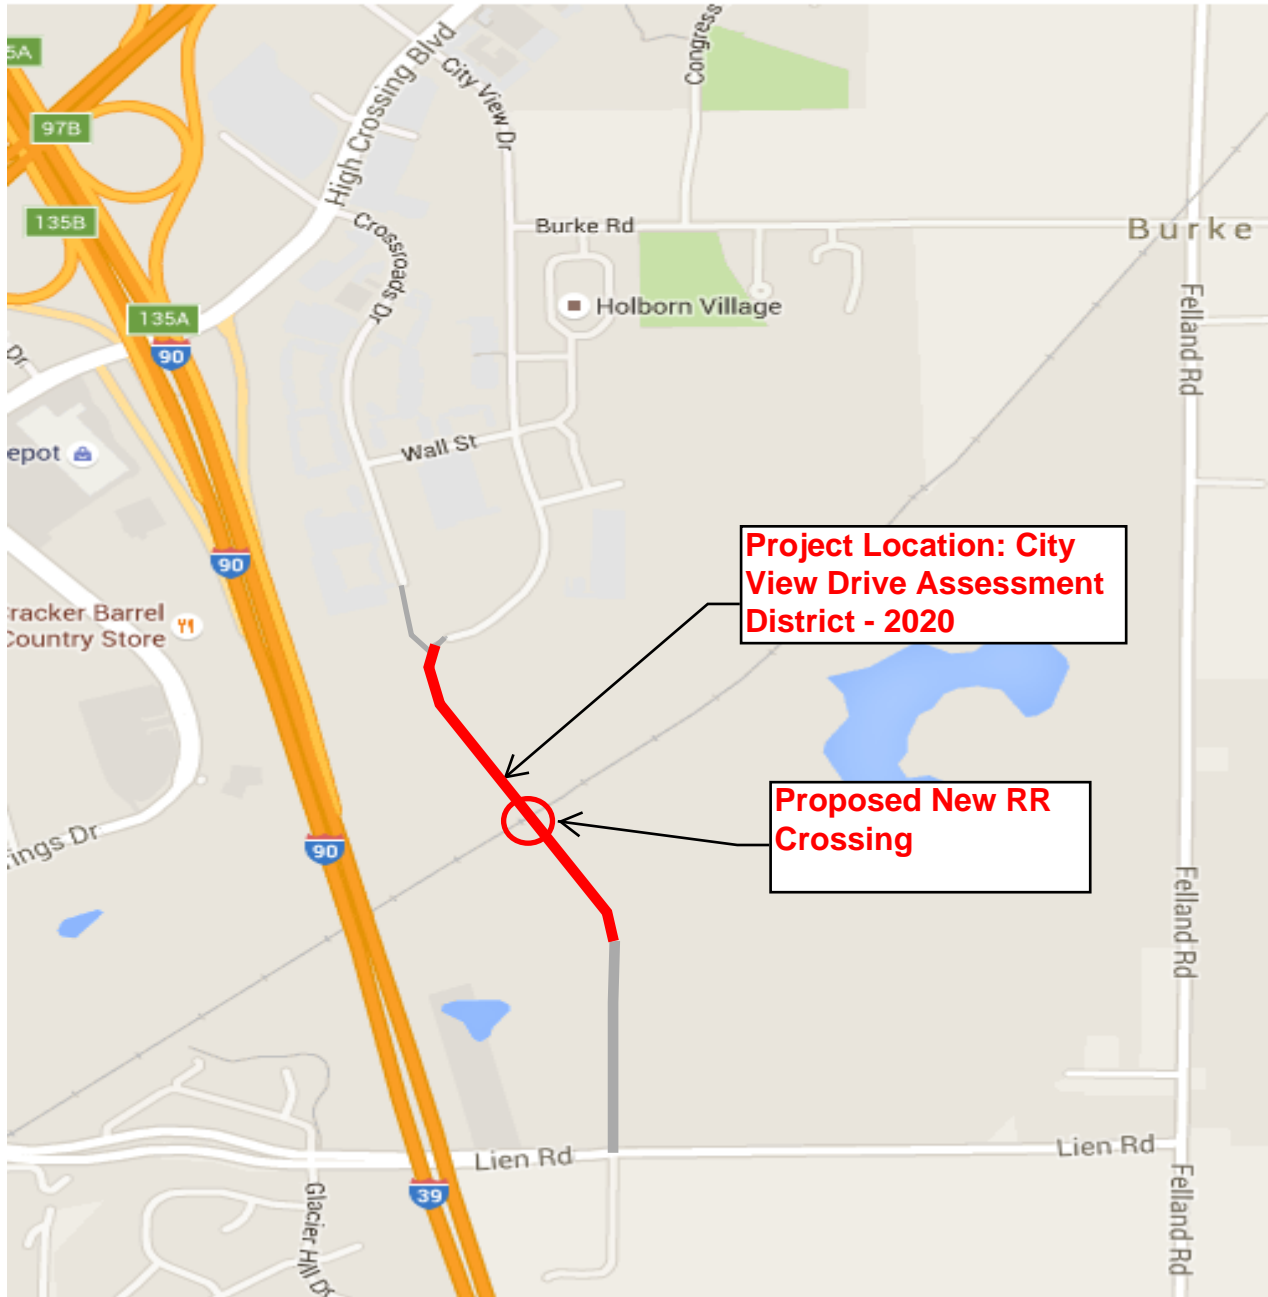 5A
High Crossing Blvd
City View Dr
Congress
97B
135B
Crossroads Dr
Burke Rd
Burke
Holborn Village
135A
90
Dr
Felland Rd
Wall St
epot
90
Project Location: City
View Drive Assessment
District - 2020
racker Barrel
Country Store
Proposed New RR
Crossing
rings Dr
90
Felland Rd
Lien Rd
Lien Rd
39
Glacier Hill Dr
Felland Rd